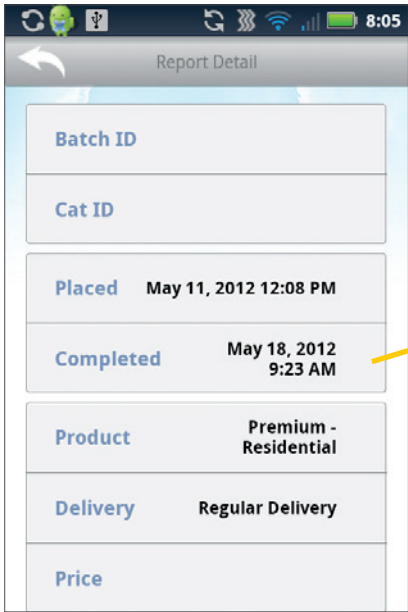 8:05
Report Detail
Batch ID
Cat ID
Placed May 11, 2012 12:08 PM
Completed May 18, 2012
9:23 AM
Product Premium -
Residential
Delivery Regular Delivery
Price